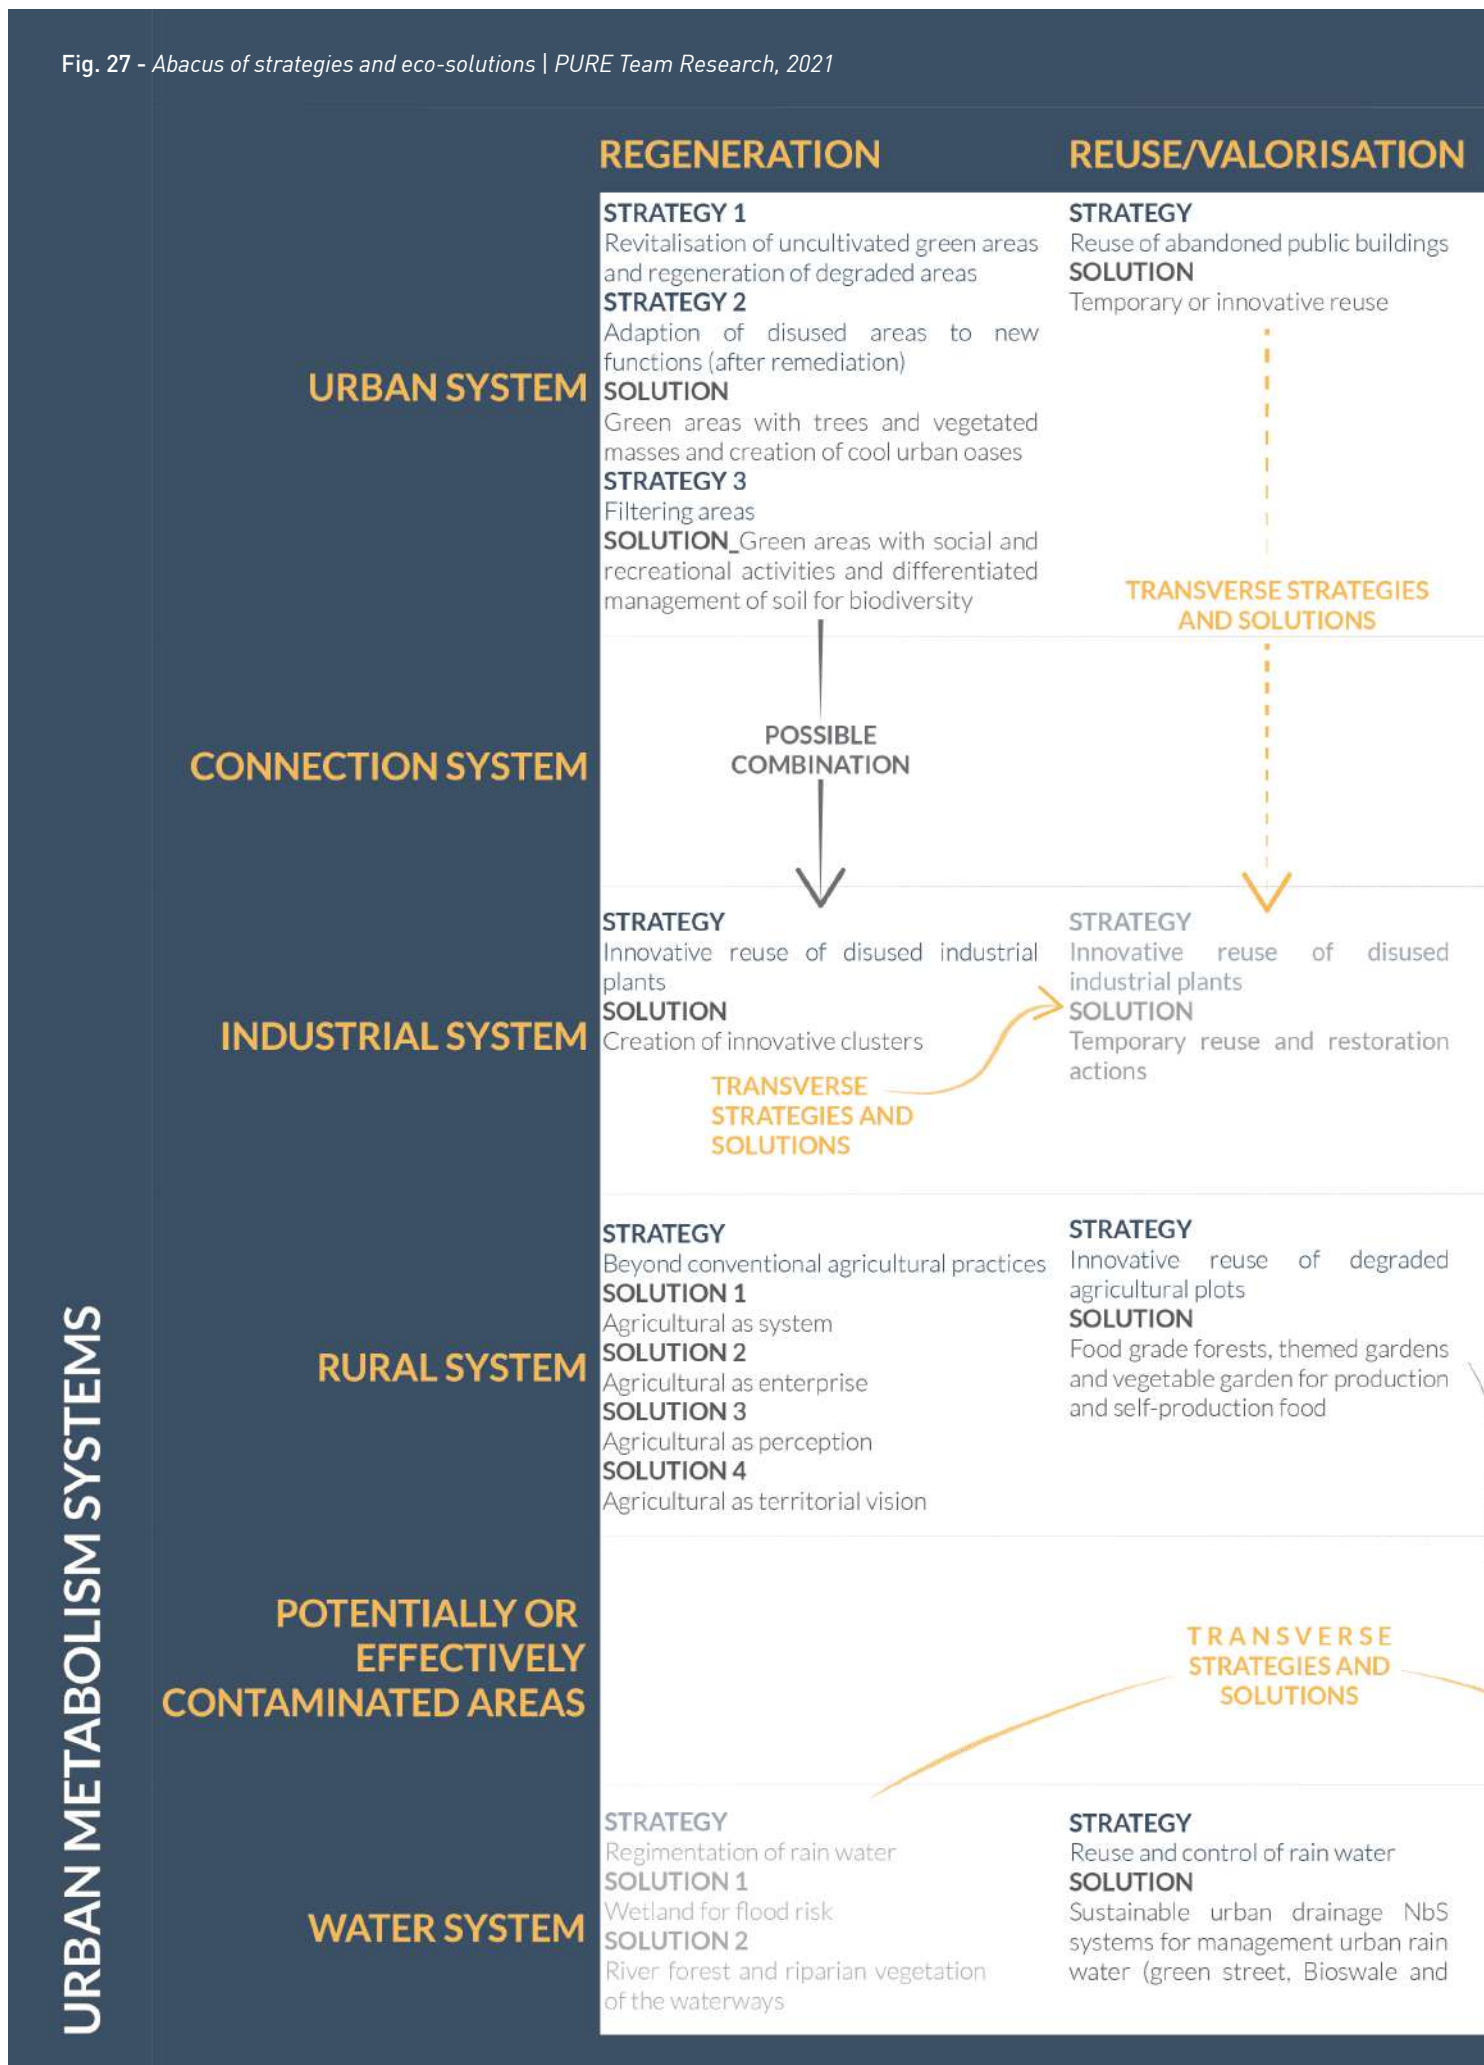 Fig. 27 - Abacus of strategies and eco-solutions | PURE Team Research, 2021
REGENERATION
REUSE/VALORISATION
URBAN METABOLISM SYSTEMS
URBAN SYSTEM
STRATEGY 1
Revitalisation of uncultivated green areas
and regeneration of degraded areas
STRATEGY 2
Adaption of disused areas to new
functions (after remediation)
SOLUTION
Green areas with trees and vegetated
masses and creation of cool urban oases
STRATEGY 3
Filtering areas
SOLUTION_Green areas with social and
recreational activities and differentiated
management of soil for biodiversity
STRATEGY
Reuse of abandoned public buildings
SOLUTION
Temporary or innovative reuse
TRANSVERSE STRATEGIES
AND SOLUTIONS
CONNECTION SYSTEM
POSSIBLE
COMBINATION
INDUSTRIAL SYSTEM
STRATEGY
Innovative reuse of disused industrial
plants
SOLUTION
Creation of innovative clusters
TRANSVERSE
STRATEGIES AND
SOLUTIONS
STRATEGY
Innovative reuse of disused
industrial plants
SOLUTION
Temporary reuse and restoration
actions
RURAL SYSTEM
STRATEGY
Beyond conventional agricultural practices
SOLUTION 1
Agricultural as system
SOLUTION 2
Agricultural as enterprise
SOLUTION 3
Agricultural as perception
SOLUTION 4
Agricultural as territorial vision
STRATEGY
Innovative reuse of degraded
agricultural plots
SOLUTION
Food grade forests, themed gardens
and vegetable garden for production
and self-production food
POTENTIALLY OR
EFFECTIVELY
CONTAMINATED AREAS
TRANSVERSE
STRATEGIES AND
SOLUTIONS
WATER SYSTEM
STRATEGY
Regimentation of rain water
SOLUTION 1
Wetland for flood risk
SOLUTION 2
River forest and riparian vegetation
of the waterways
STRATEGY
Reuse and control of rain water
SOLUTION
Sustainable urban drainage NbS
systems for management urban rain
water (green street, Bioswale and